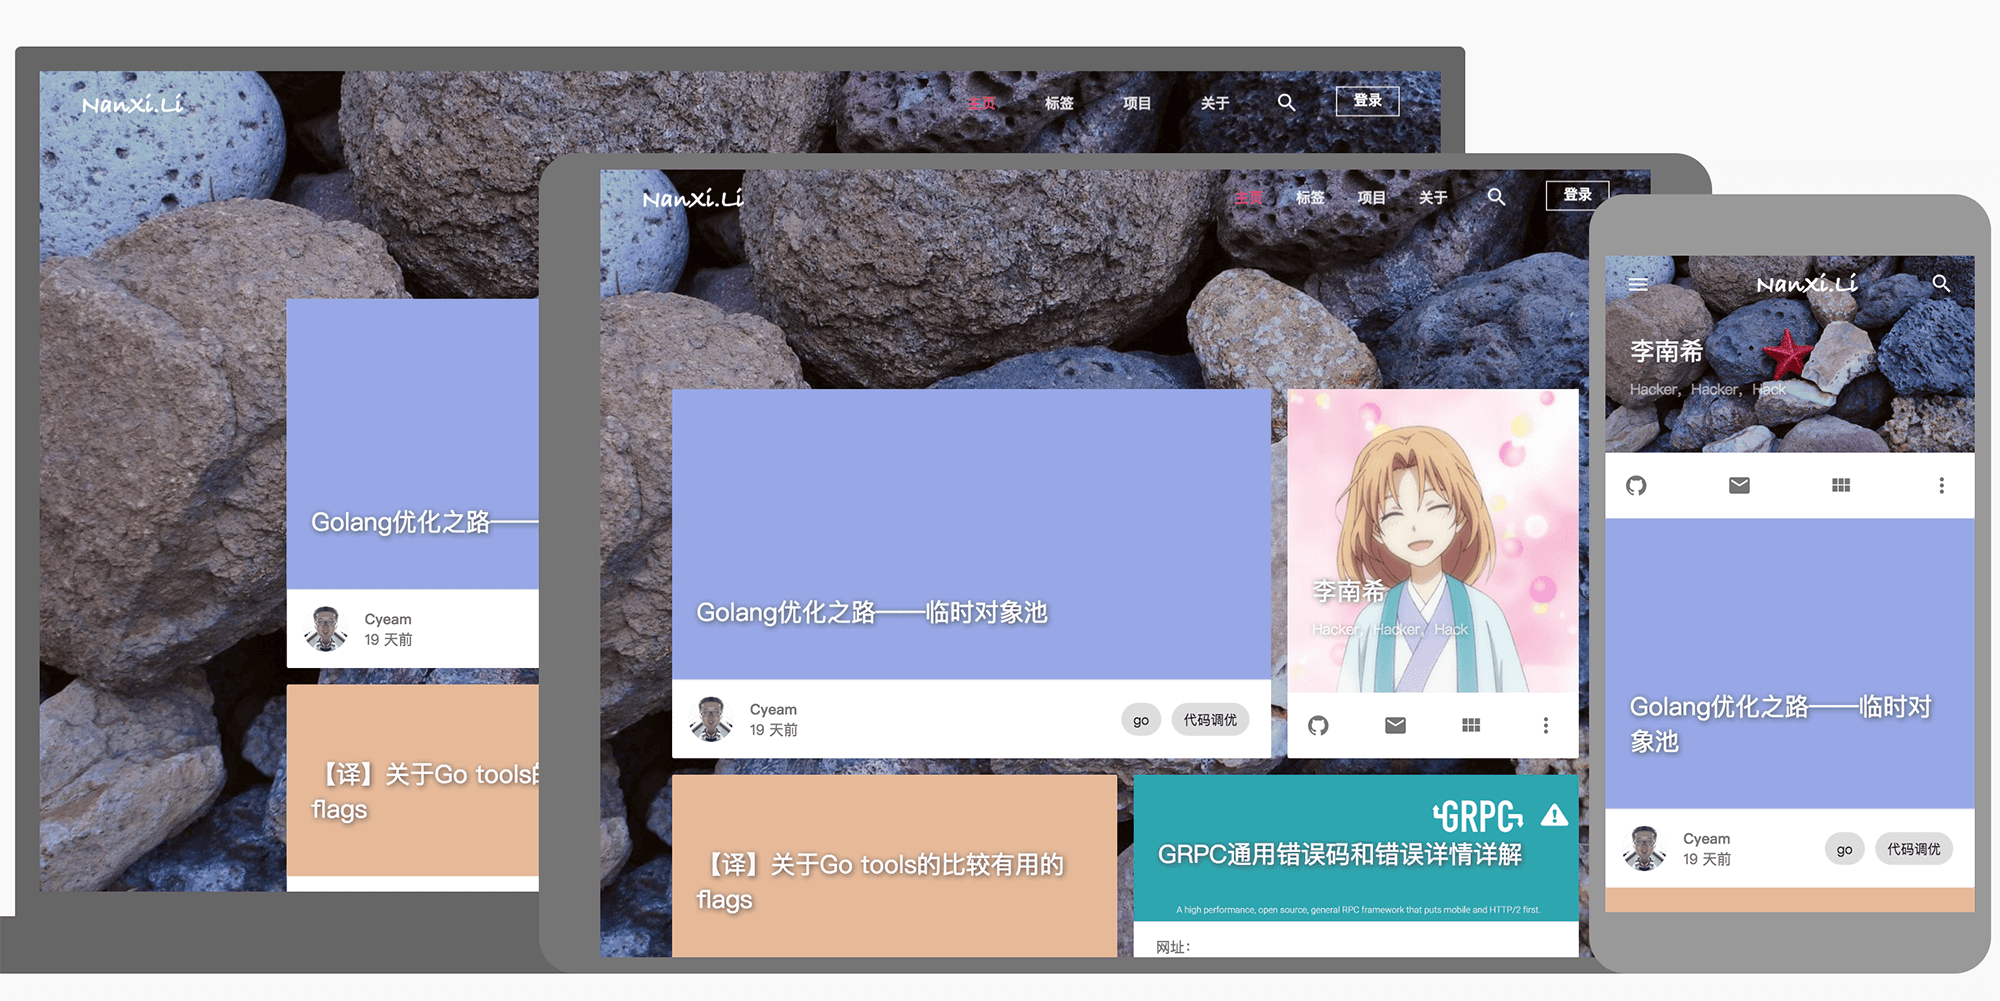 NanXi.Li
主页 标签 项目 关于 登录
Golang优化之路——
Cyeam
19 天前
【译】关于Go tools的
flags
NanXi.Li
主页 标签 项目 关于 登录
Golang优化之路——临时对象池
Cyeam
19 天前
go 代码调优
李南希
Hacker，Hacker，Hack
【译】关于Go tools的比较有用的
flags
GRPC
GRPC通用错误码和错误详情详解
A high performance, open source, general RPC framework that puts mobile and HTTP/2 first.
网址：
NanXi.Li
李南希
Hacker，Hacker，Hack
Golang优化之路——临时对
象池
Cyeam
19 天前
go 代码调优